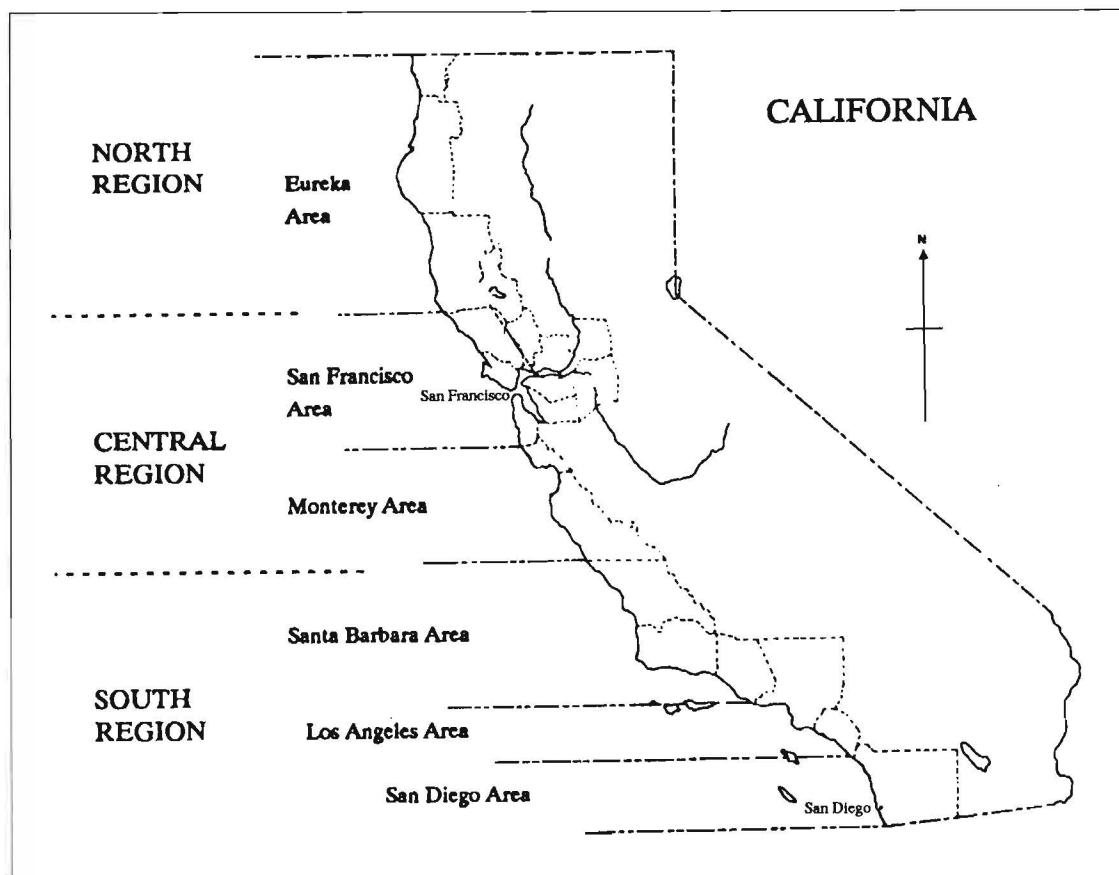 CALIFORNIA
NORTH
REGION
Eureka
Area
N
San Francisco
Area
San Francisco
CENTRAL
REGION
Monterey Area
Santa Barbara Area
SOUTH
REGION
Los Angeles Area
San Diego Area
San Diego